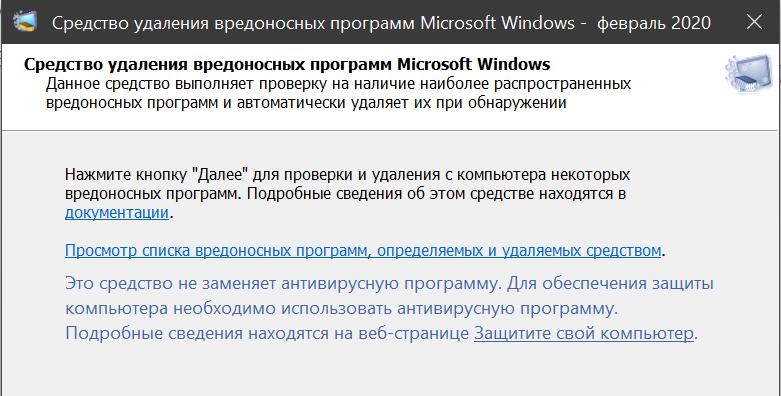 Средство удаления вредоносных программ Microsoft Windows - февраль 2020
Средство удаления вредоносных программ Microsoft Windows
Данное средство выполняет проверку на наличие наиболее распространенных
вредоносных программ и автоматически удаляет их при обнаружении
Нажмите кнопку "Далее" для проверки и удаления с компьютера некоторых
вредоносных программ. Подробные сведения об этом средстве находятся в
документации.
Просмотр списка вредоносных программ, определяемых и удаляемых средством.
Это средство не заменяет антивирусную программу. Для обеспечения защиты
компьютера необходимо использовать антивирусную программу.
Подробные сведения находятся на веб-странице Защитите свой компьютер.